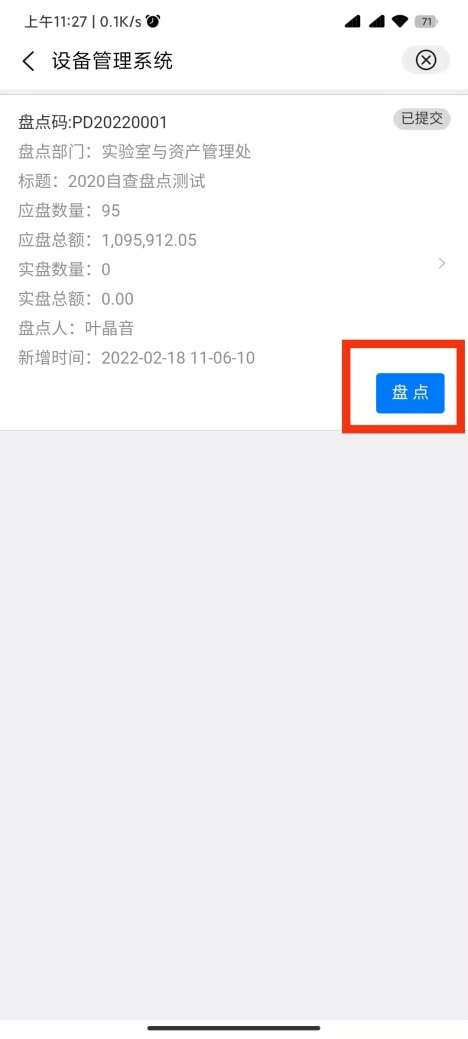 上午11:27 | 0.1K/s
71
设备管理系统
盘点码:PD20220001
已提交
盘点部门：实验室与资产管理处
标题：2020自查盘点测试
应盘数量：95
应盘总额：1,095,912.05
实盘数量：0
实盘总额：0.00
盘点人：叶晶音
新增时间：2022-02-18 11-06-10
盘 点